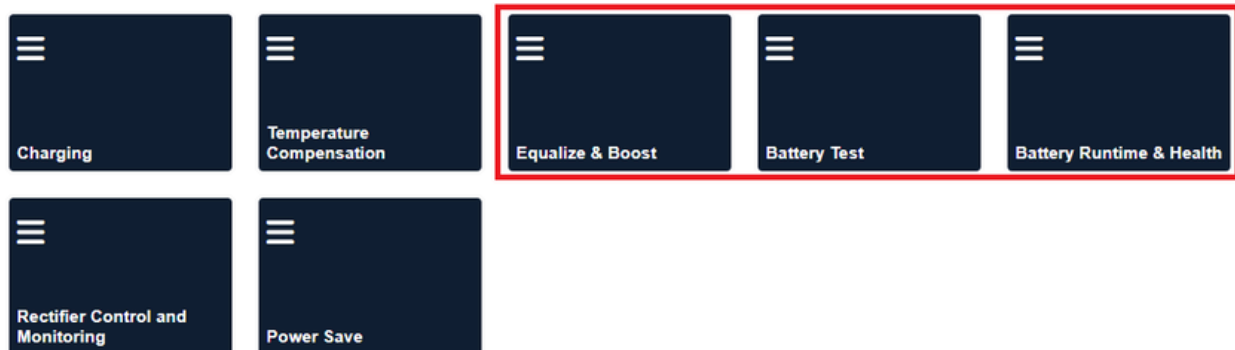 Charging
Temperature
Compensation
Equalize & Boost
Battery Test
Battery Runtime & Health
Rectifier Control and
Monitoring
Power Save